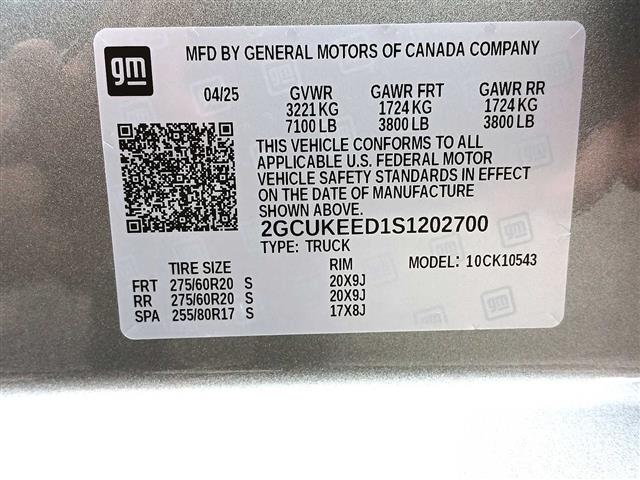 gm
MFD BY GENERAL MOTORS OF CANADA COMPANY
04/25 GVWR GAWR FRT GAWR RR
3221 KG 1724 KG 1724 KG
7100 LB 3800 LB 3800 LB
THIS VEHICLE CONFORMS TO ALL
APPLICABLE U.S. FEDERAL MOTOR
VEHICLE SAFETY STANDARDS IN EFFECT
ON THE DATE OF MANUFACTURE
SHOWN ABOVE.
2GCUKEED1S1202700
TYPE: TRUCK
TIRE SIZE RIM MODEL: 10CK10543
FRT 275/60R20 S 20X9J
RR 275/60R20 S 20X9J
SPA 255/80R17 S 17X8J
gm